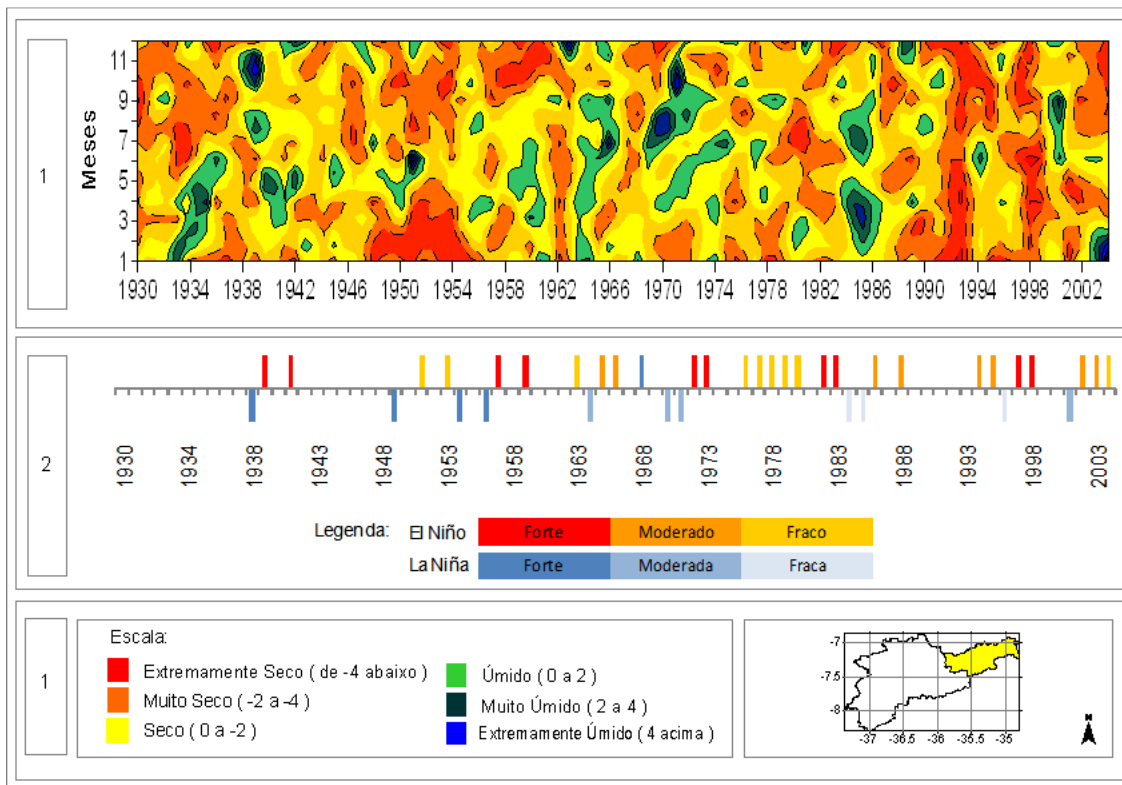 1
Meses
11
9
7
5
3
1
1930 1934 1938 1942 1946 1950 1954 1958 1962 1966 1970 1974 1978 1982 1986 1990 1994 1998 2002
2
1930 1934 1938 1943 1948 1953 1958 1963 1968 1973 1978 1983 1988 1993 1998 2003
Legenda: El Niño Forte Moderado Fraco
La Niña Forte Moderada Fraca
1
Escala:
Extremamente Seco ( de -4 abaixo )
Muito Seco ( -2 a -4 )
Seco ( 0 a -2 )
Úmido ( 0 a 2 )
Muito Úmido ( 2 a 4 )
Extremamente Úmido ( 4 acima )
-7
-7.5
-8
-37 -36.5 -36 -35.5 -35
N